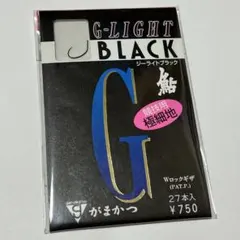 G-LIGHT
BLACK
ジーライトブラック
鮎
競技用
極細地
G
Wロックギザ
(PAT.P.)
がまかつ
27本入
¥750